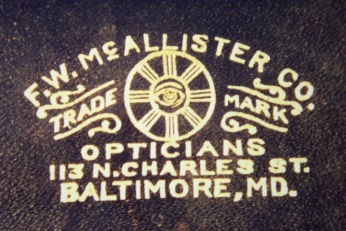 F.W. McALLISTER CO.
TRADE MARK
OPTICIANS
113 N. CHARLES ST.
BALTIMORE, MD.